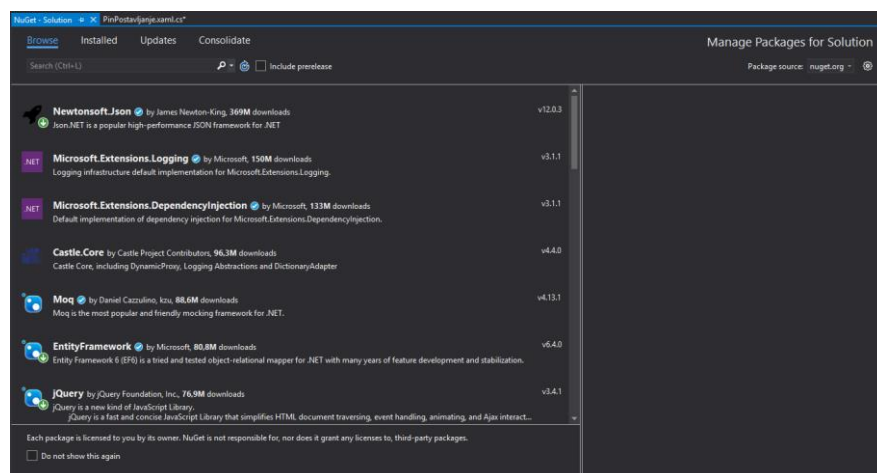 NuGet - Solution PinPostavljanje.xaml.cs*
Browse Installed Updates Consolidate
Manage Packages for Solution
Search (Ctrl+L) Include prerelease
Package source: nuget.org
Newtonsoft.Json by James Newton-King, 369M downloads v12.0.3
Json.NET is a popular high-performance JSON framework for .NET
.NET Microsoft.Extensions.Logging by Microsoft, 150M downloads v3.1.1
Logging infrastructure default implementation for Microsoft.Extensions.Logging.
.NET Microsoft.Extensions.DependencyInjection by Microsoft, 133M downloads v3.1.1
Default implementation of dependency injection for Microsoft.Extensions.DependencyInjection.
Castle.Core by Castle Project Contributors, 96,3M downloads v4.4.0
Castle Core, including DynamicProxy, Logging Abstractions and DictionaryAdapter
Moq by Daniel Cazzulino, kzu, 88,6M downloads v4.13.1
Moq is the most popular and friendly mocking framework for .NET.
EntityFramework by Microsoft, 80,8M downloads v6.4.0
Entity Framework 6 (EF6) is a tried and tested object-relational mapper for .NET with many years of feature development and stabilization.
jQuery by jQuery Foundation, Inc., 76,9M downloads v3.4.1
jQuery is a new kind of JavaScript Library.
jQuery is a fast and concise JavaScript Library that simplifies HTML document traversing, event handling, animating, and Ajax interact...
Each package is licensed to you by its owner. NuGet is not responsible for, nor does it grant any licenses to, third-party packages.
Do not show this again